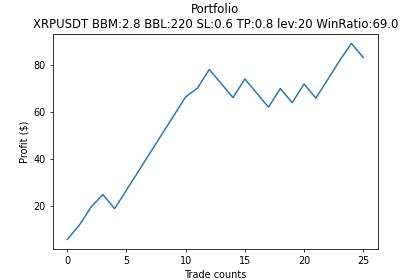 Portfolio
XRPUSDT BBM:2.8 BBL:220 SL:0.6 TP:0.8 lev:20 WinRatio:69.0
80
60
40
20
Profit ($)
0 5 10 15 20 25
Trade counts